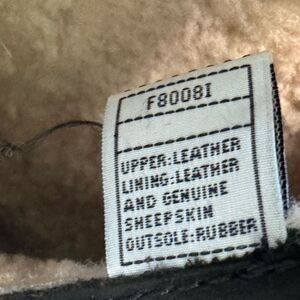 F8008I
UPPER:LEATHER
LINING:LEATHER
AND GENUINE
SHEEPSKIN
OUTSOLE:RUBBER